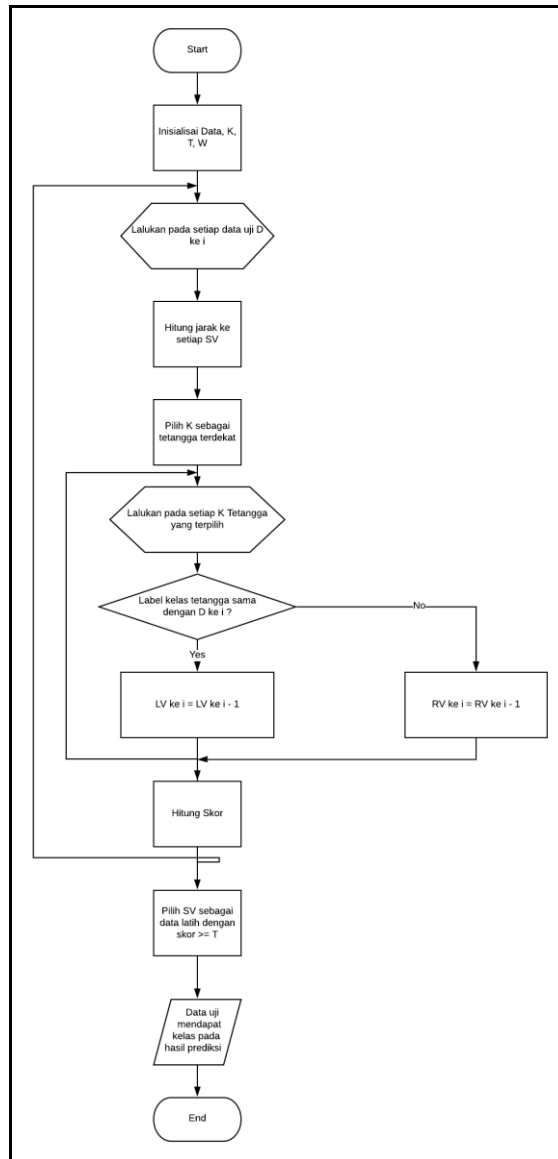 Start
Inisialisai Data, K,
T, W
Lalukan pada setiap data uji D
ke i
Hitung jarak ke
setiap SV
Pilih K sebagai
tetangga terdekat
Lalukan pada setiap K Tetangga
yang terpilih
Label kelas tetangga sama
dengan D ke i ?
No
Yes
LV ke i = LV ke i - 1
RV ke i = RV ke i - 1
Hitung Skor
Pilih SV sebagai
data latih dengan
skor >= T
Data uji
mendapat
kelas pada
hasil prediksi
End